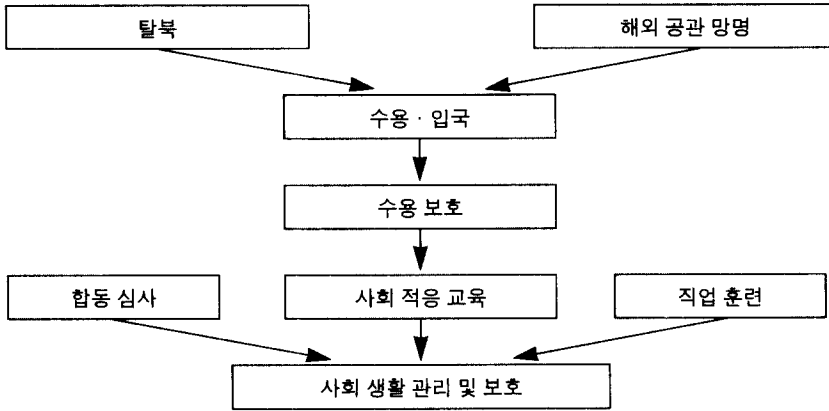 탈북
해외 공관 망명
수용 · 입국
수용 보호
합동 심사
사회 적응 교육
직업 훈련
사회 생활 관리 및 보호